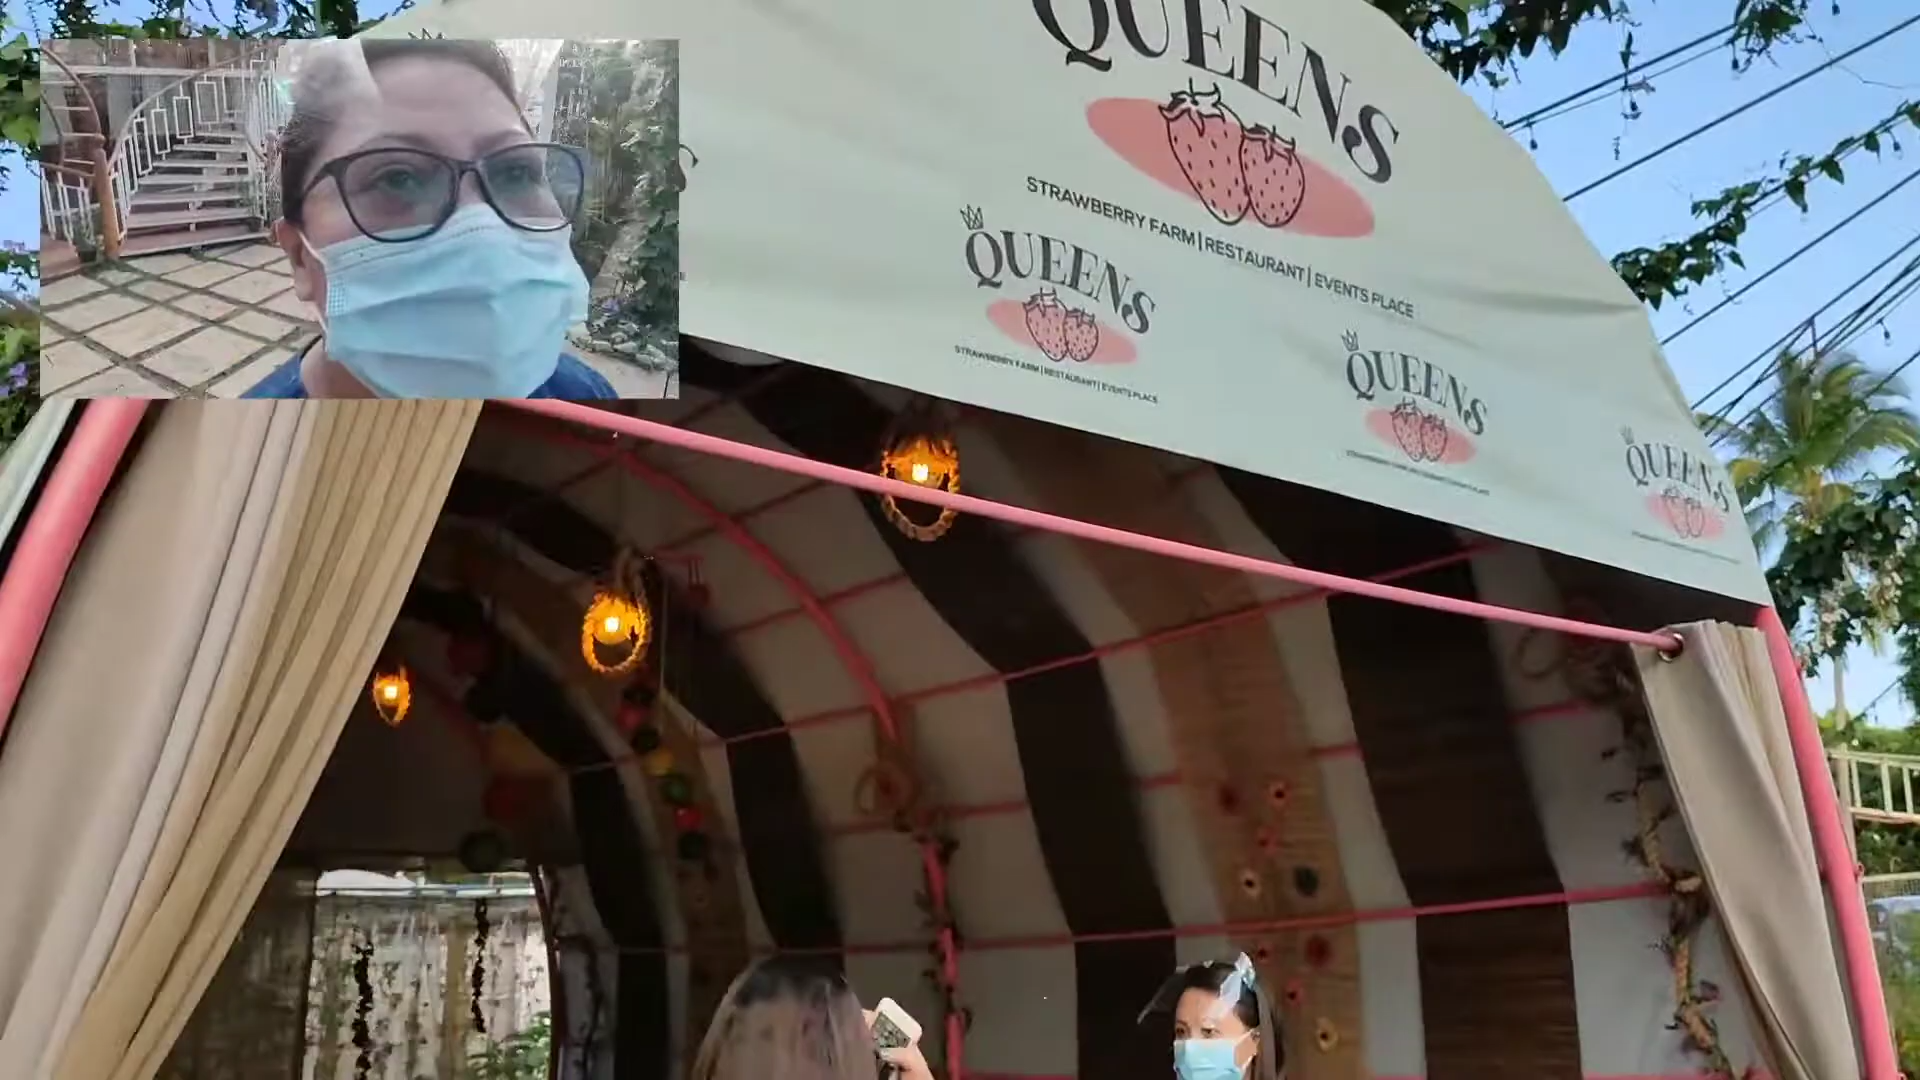 QUEENS
STRAWBERRY FARM | RESTAURANT | EVENTS PLACE
QUEENS
STRAWBERRY FARM | RESTAURANT | EVENTS PLACE
QUEENS
QUEENS